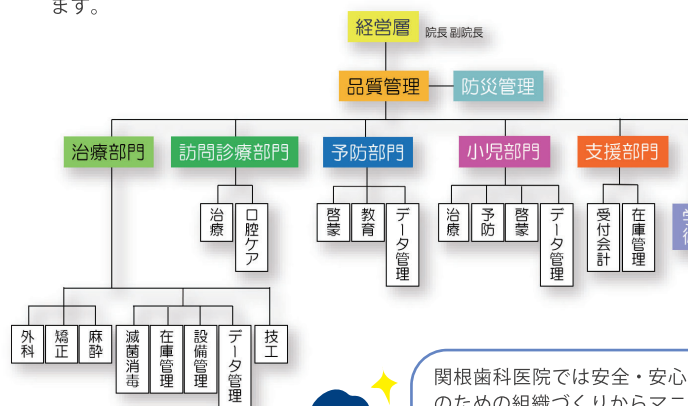 ます。
経営層 院長 副院長
品質管理 防災管理
治療部門 訪問診療部門 予防部門 小児部門 支援部門
治療
口腔ケア
啓蒙
教育
データ管理
治療
予防
啓蒙
データ管理
受付会計
在庫管理
外科
矯正
麻酔
滅菌消毒
在庫管理
設備管理
データ管理
技工
関根歯科医院では安全・安心
のための組織づくりからマニ